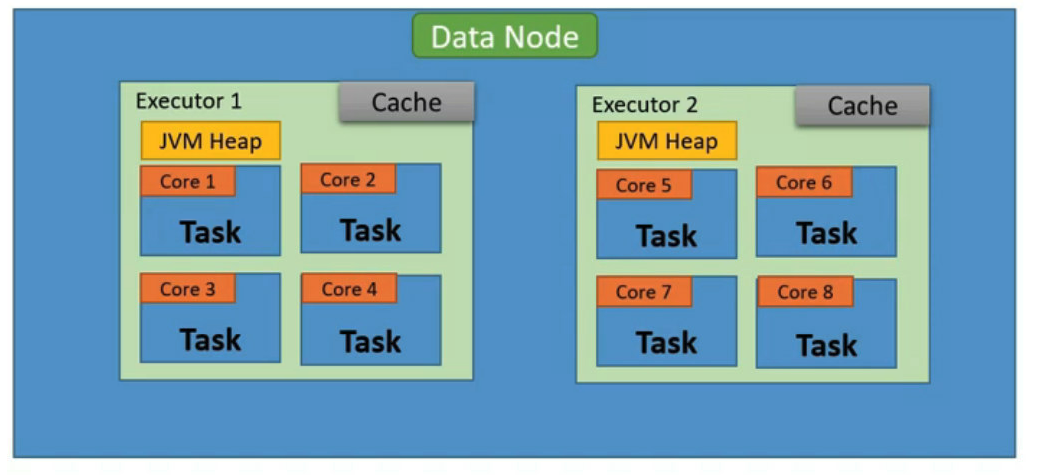 Data Node
Executor 1
Cache
JVM Heap
Core 1
Task
Core 2
Task
Core 3
Task
Core 4
Task
Executor 2
Cache
JVM Heap
Core 5
Task
Core 6
Task
Core 7
Task
Core 8
Task